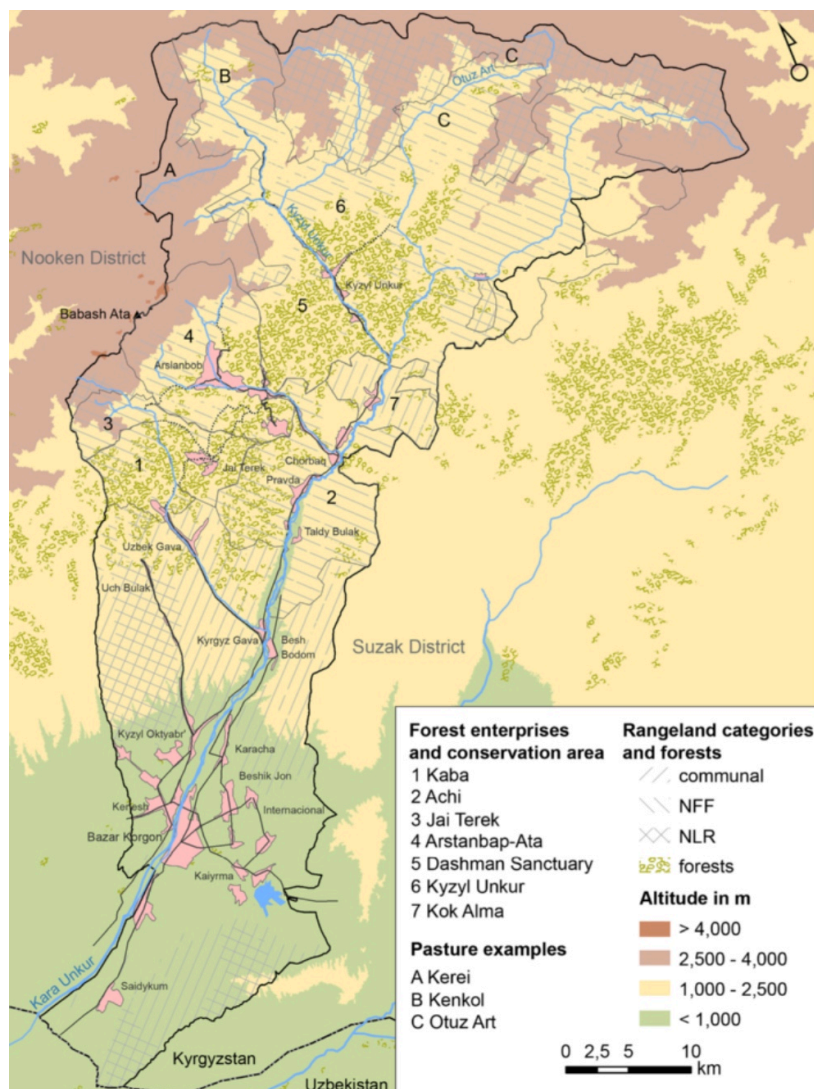 B
C
Otuz Art
C
A
6
Kyzyl Unkur
Nooken District
Kyzyl Unkur
Babash Ata
5
4
Arslanbob
7
3
1
Jai Terek
Chorbaq
Pravda
2
Taldy Bulak
Uzbek Gava
Uch Bulak
Kyrgyz Gava
Besh
Bodom
Suzak District
Kyzyl Oktyabr'
Karacha
Beshik Jon
Kenesh
Internacional
Bazar Korgon
Kaiyrma
Kara Unkur
Saidykum
Kyrgyzstan
Uzbekistan
Forest enterprises
and conservation area
1 Kaba
2 Achi
3 Jai Terek
4 Arstanbap-Ata
5 Dashman Sanctuary
6 Kyzyl Unkur
7 Kok Alma
Pasture examples
A Kerei
B Kenkol
C Otuz Art
Rangeland categories
and forests
communal
NFF
NLR
forests
Altitude in m
> 4,000
2,500 - 4,000
1,000 - 2,500
< 1,000
0 2,5 5 10
km